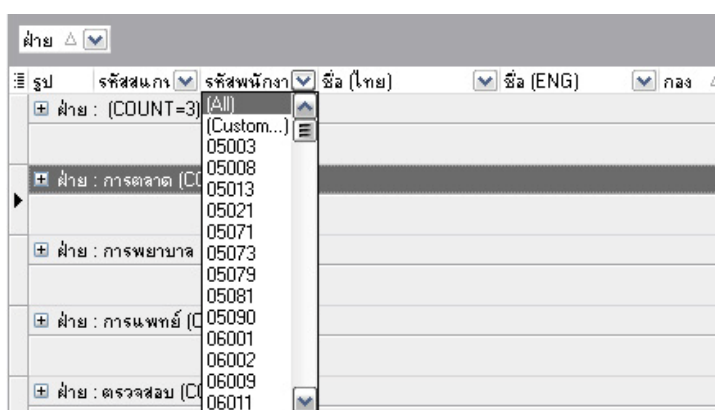 ฝ่าย
รูป รหัสสแกน รหัสพนักงา ชื่อ (ไทย) ชื่อ (ENG) กอง
ฝ่าย : (COUNT=3)
(All)
(Custom...)
05003
05008
ฝ่าย : การตลาด (CO
05013
05021
05071
ฝ่าย : การพยาบาล
05073
05079
05081
ฝ่าย : การแพทย์ (C
05090
06001
06002
06009
ฝ่าย : ตรวจสอบ (CO
06011